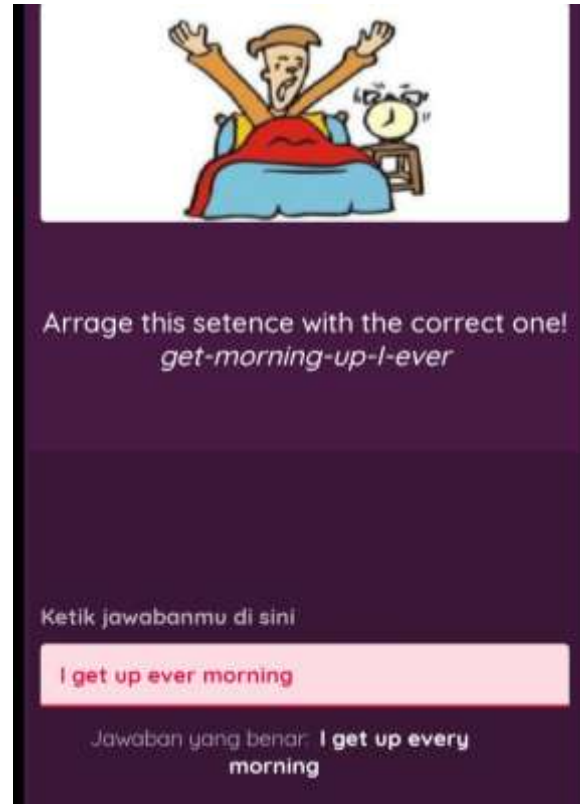 Arrage this setence with the correct one!
get-morning-up-I-ever
Ketik jawabanmu di sini
I get up ever morning
Jawaban yang benar: I get up every
morning